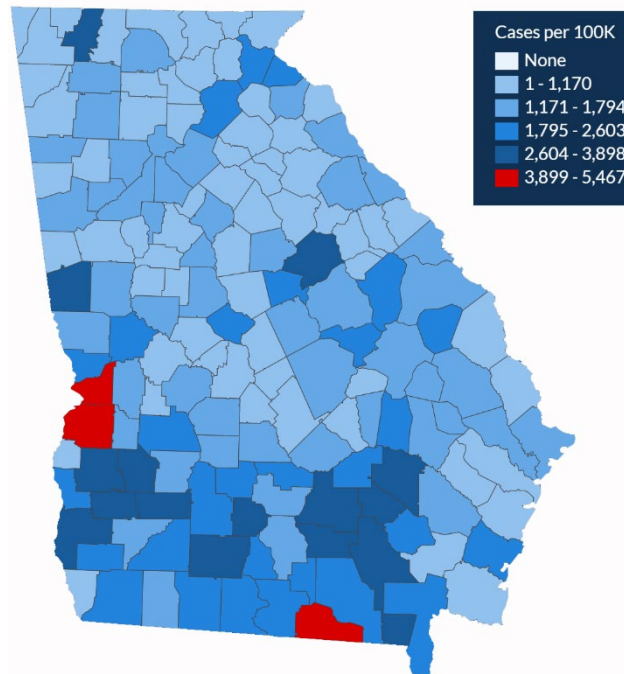 Cases per 100K
None
1 - 1,170
1,171 - 1,794
1,795 - 2,603
2,604 - 3,898
3,899 - 5,467